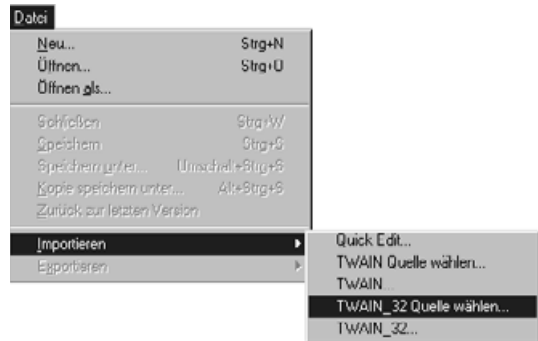 Datei
Neu... Strg+N
Öffnen... Strg+O
Öffnen als...
Schließen Strg+W
Speichern Strg+S
Speichern unter... Umschalt+Strg+S
Kopie speichern unter... Alt+Strg+S
Zurück zur letzten Version
Importieren
Exportieren
Quick Edit...
TWAIN Quelle wählen...
TWAIN...
TWAIN_32 Quelle wählen...
TWAIN_32...